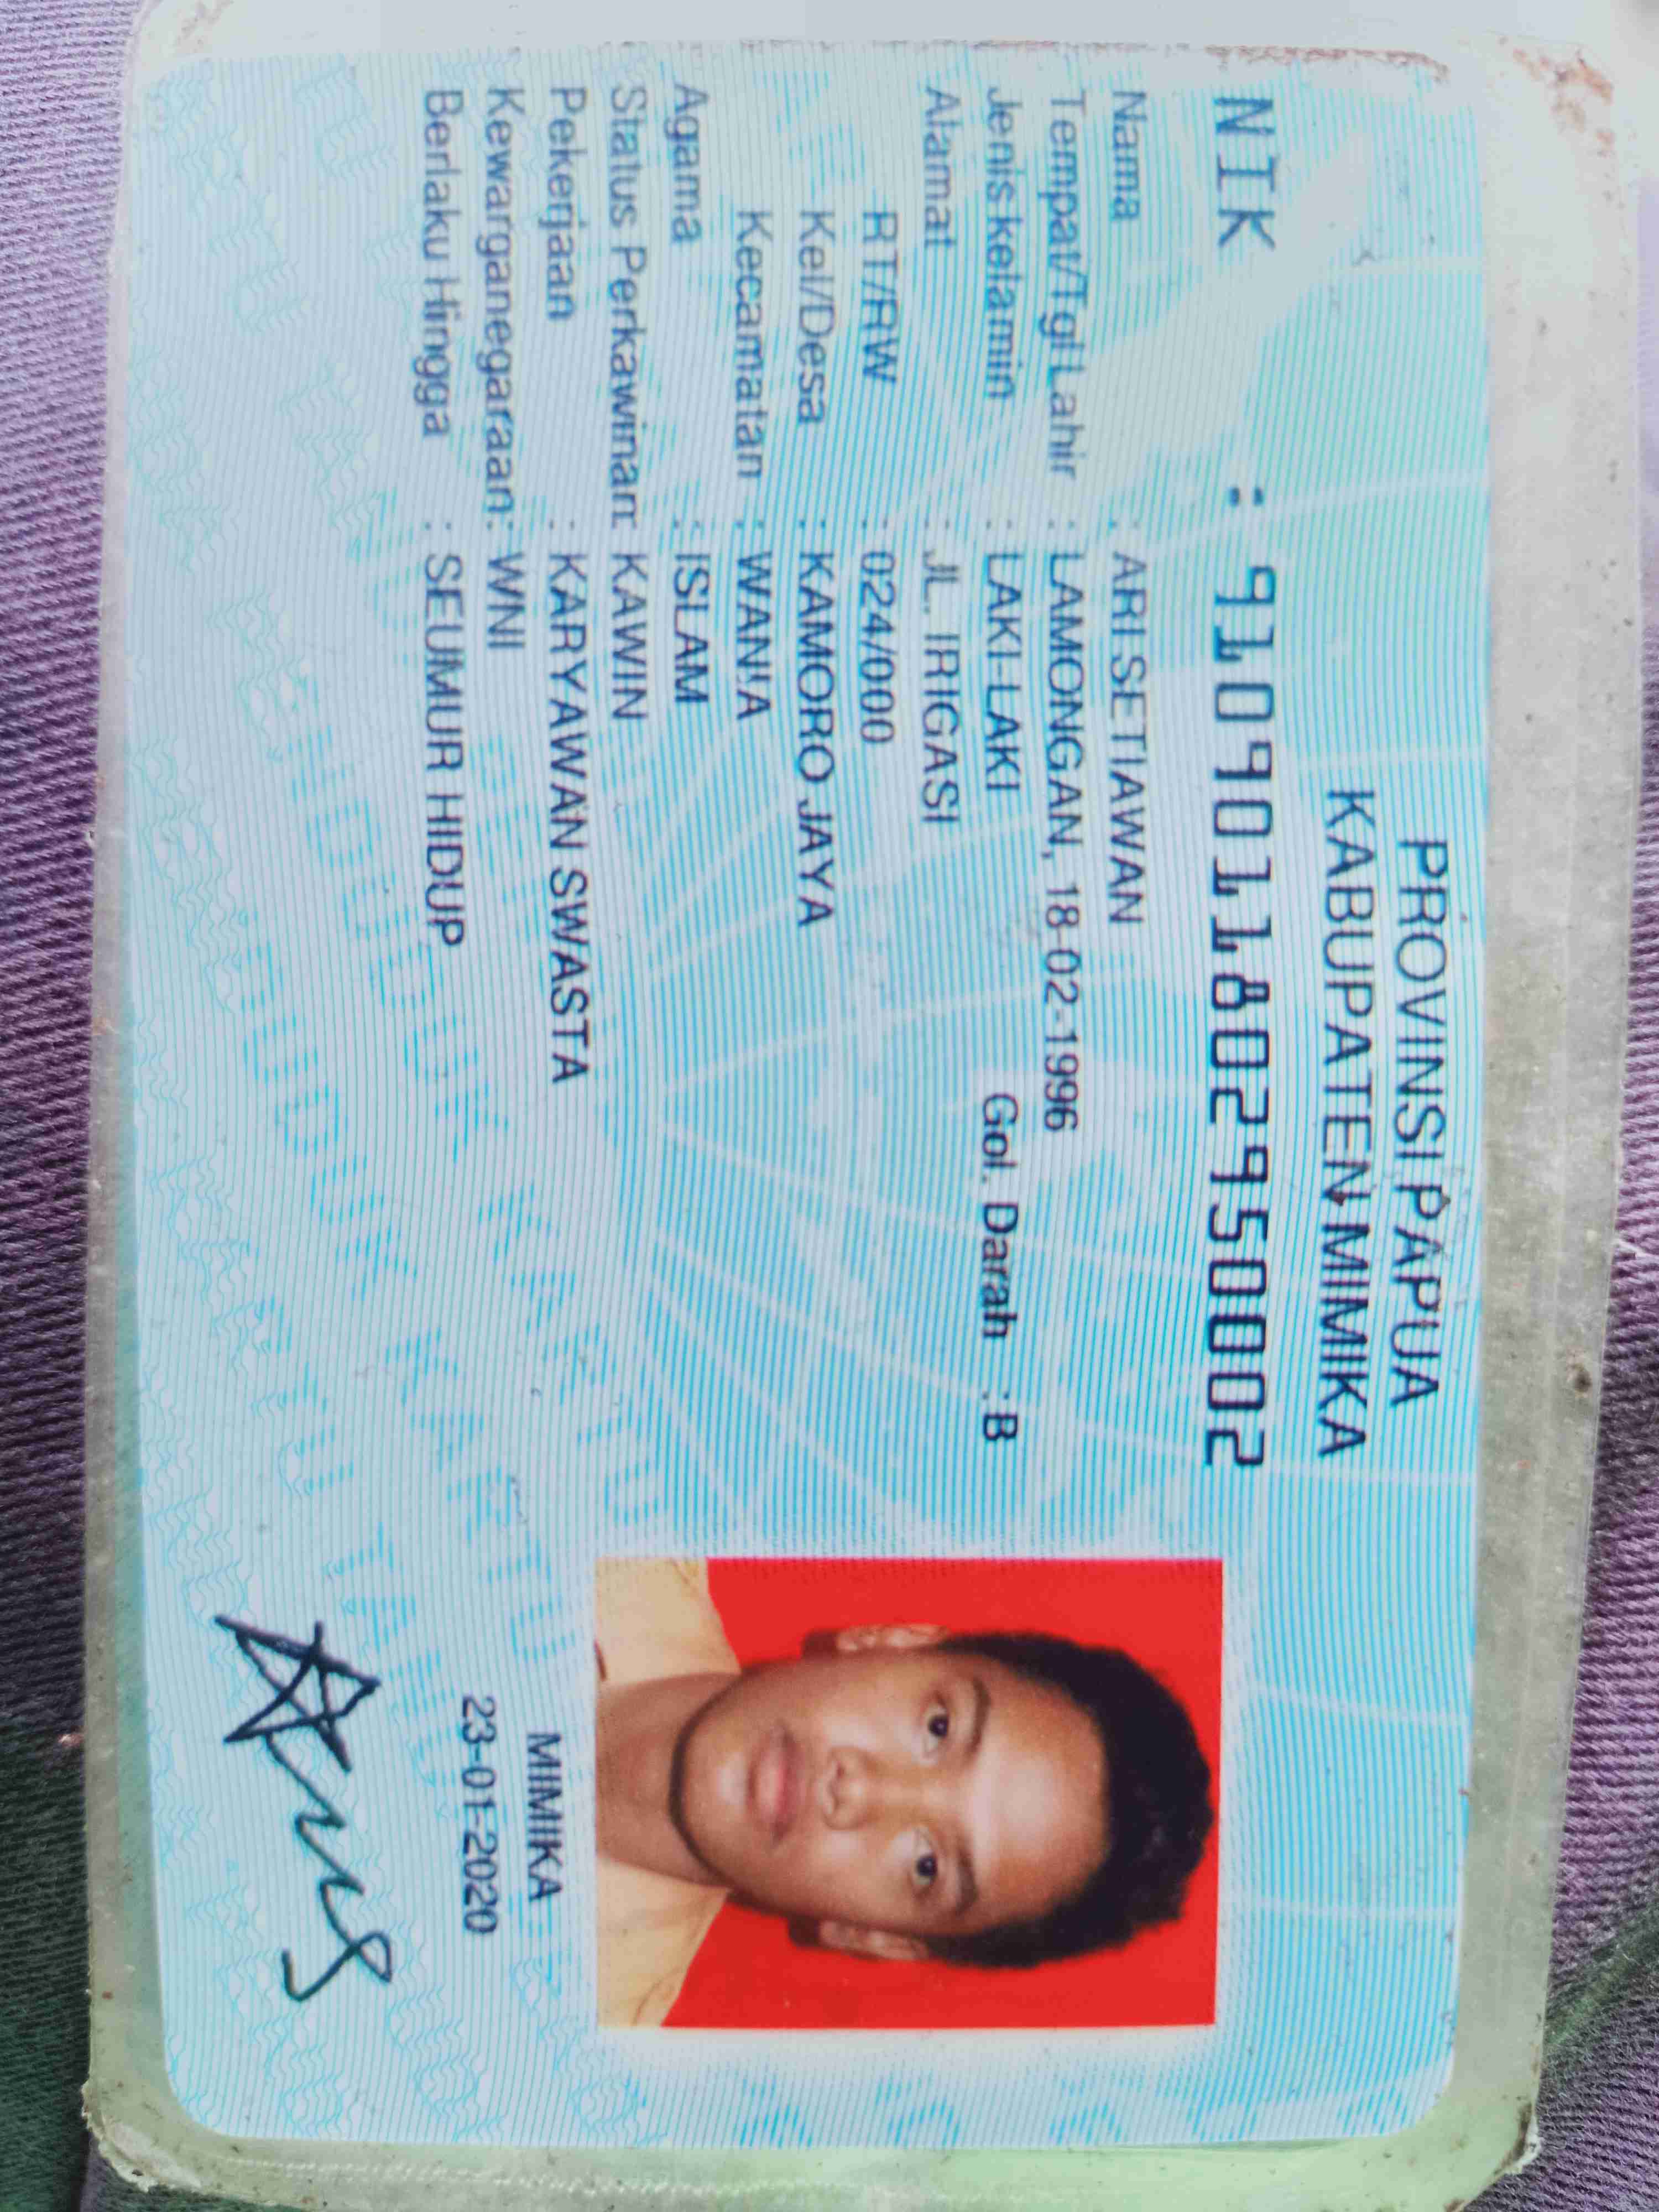 PROVINSI PAPUA
KABUPATEN MIMIKA
NIK : 9109011802950002
Nama : ARI SETIAWAN
Tempat/Tgl Lahir : LAMONGAN, 18-02-1996
Jenis kelamin : LAKI-LAKI Gol. Darah : B
Alamat : JL. IRIGASI
RT/RW : 024/000
Kel/Desa : KAMORO JAYA
Kecamatan : WANIA
Agama : ISLAM
Status Perkawinan: KAWIN
Pekerjaan : KARYAWAN SWASTA
Kewarganegaraan: WNI
Berlaku Hingga : SEUMUR HIDUP
MIMIKA
23-01-2020